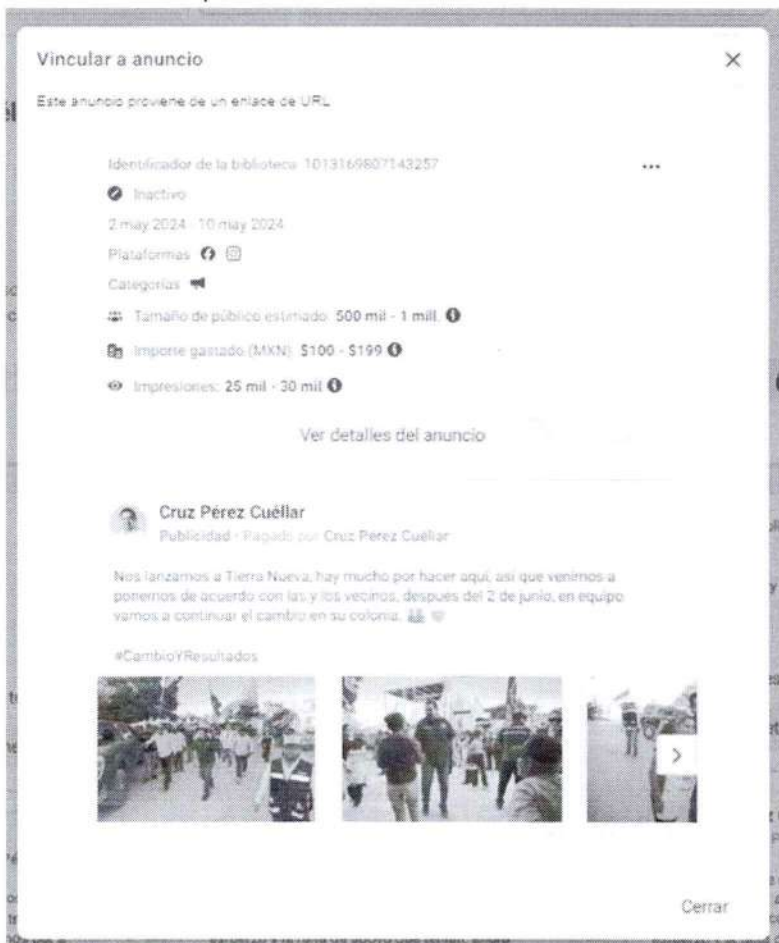 Vincular a anuncio
Este anuncio proviene de un enlace de URL
Identificador de la biblioteca: 1013169807143257
Inactivo
2 may 2024 - 10 may 2024
Plataformas
Categorías
Tamaño de público estimado: 500 mil - 1 mill.
Importe gastado (MXN): $100 - $199
Impresiones: 25 mil - 30 mil
Ver detalles del anuncio
Cruz Pérez Cuéllar
Publicidad · Pagado por Cruz Perez Cuellar
Nos lanzamos a Tierra Nueva, hay mucho por hacer aquí, así que venimos a
ponernos de acuerdo con las y los vecinos, después del 2 de junio, en equipo
vamos a continuar el cambio en su colonia.
#CambioYResultados
Cerrar